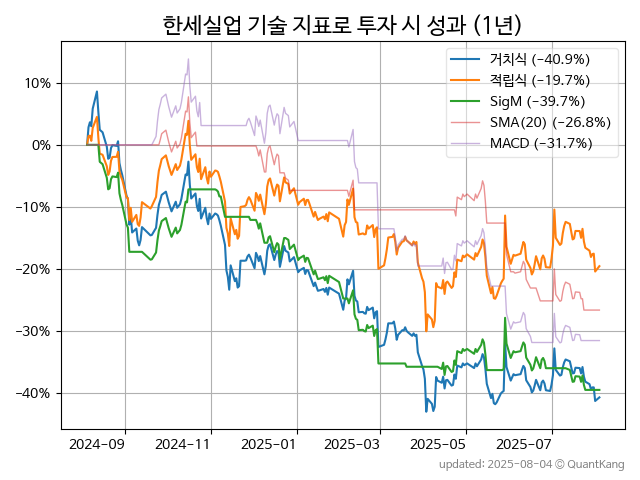 한세실업 기술 지표로 투자 시 성과 (1년)
거치식 (−40.9%)
적립식 (−19.7%)
SigM (−39.7%)
SMA(20) (−26.8%)
MACD (−31.7%)
10%
0%
−10%
−20%
−30%
−40%
2024−09 2024−11 2025−01 2025−03 2025−05 2025−07
updated: 2025−08−04 © QuantKang